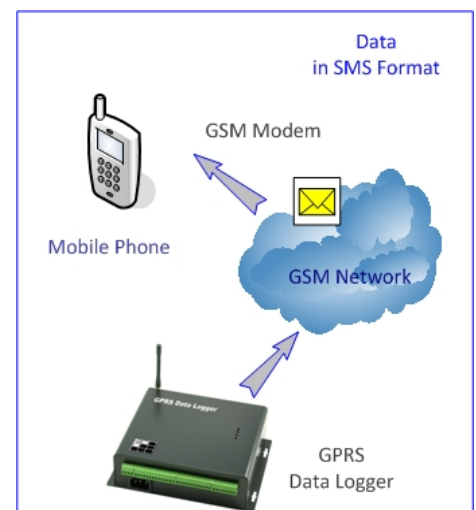 Data
in SMS Format
GSM Modem
Mobile Phone
GSM Network
GPRS Data Logger
GPRS
Data Logger